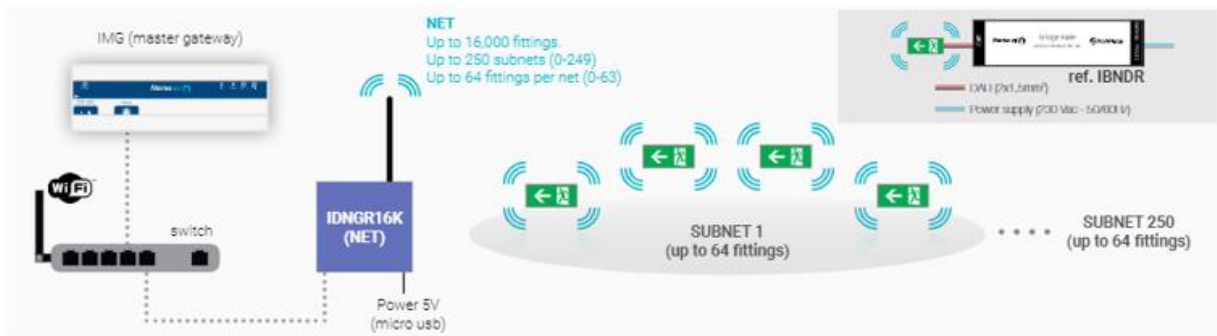 IMG (master gateway)
WiFi
switch
IDNGR16K
(NET)
Power 5V
(micro usb)
NET
Up to 16,000 fittings.
Up to 250 subnets (0-249)
Up to 64 fittings per net (0-63)
SUBNET 1
(up to 64 fittings)
SUBNET 250
(up to 64 fittings)
ref. IBNDR
DALI (2x1,5mm²)
Power supply (230 Vac - 50/60Hz)